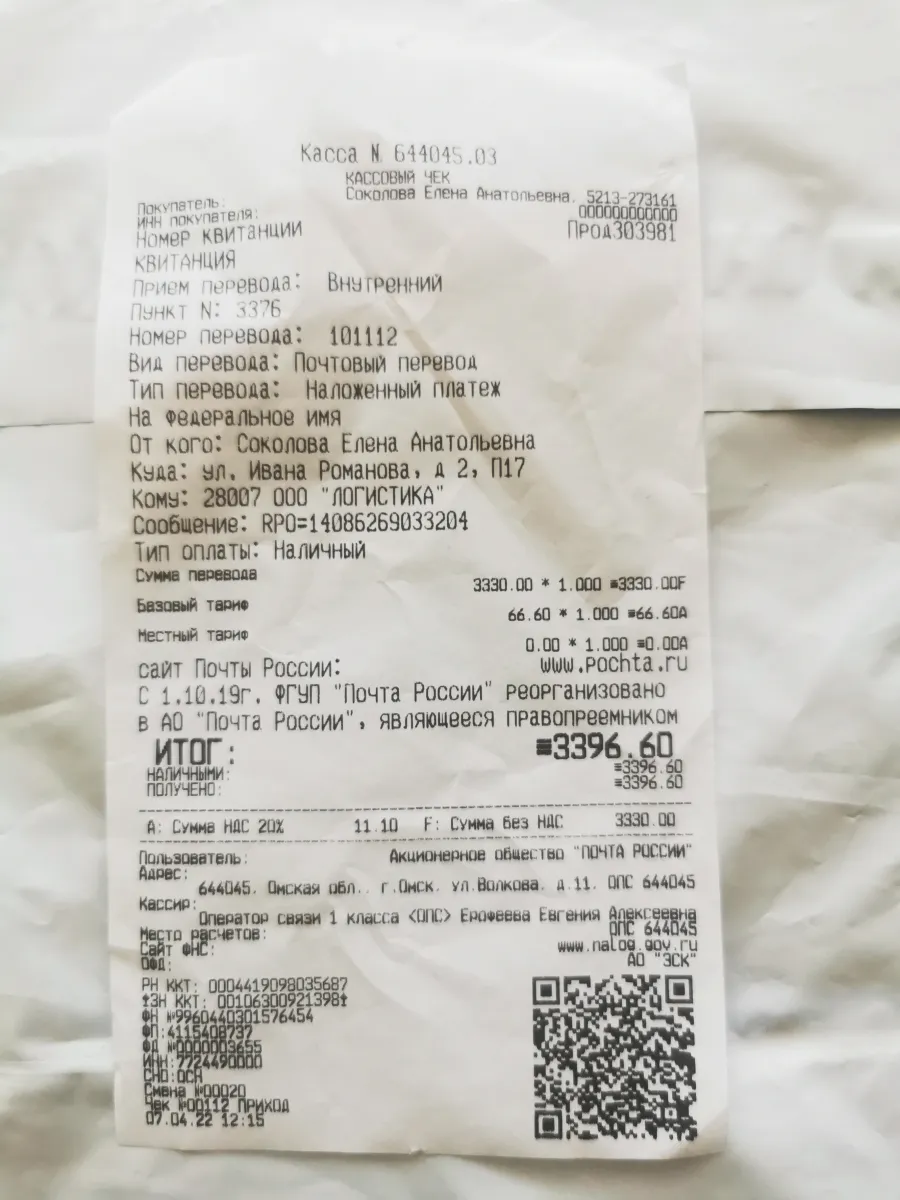 Касса N 644045.03
КАССОВЫЙ ЧЕК
Покупатель: Соколова Елена Анатольевна, 5213-273161
ИНН покупателя: 000000000000
Номер квитанции Прод303981
КВИТАНЦИЯ
Прием перевода: Внутренний
Пункт N: 3376
Номер перевода: 101112
Вид перевода: Почтовый перевод
Тип перевода: Наложенный платеж
На федеральное имя
От кого: Соколова Елена Анатольевна
Куда: ул. Ивана Романова, д 2, П17
Кому: 28007 ООО "ЛОГИСТИКА"
Сообщение: RPO=14086269033204
Тип оплаты: Наличный
Сумма перевода
3330.00 * 1.000 ≡3330.00F
Базовый тариф
66.60 * 1.000 ≡66.60A
Местный тариф
0.00 * 1.000 ≡0.00A
сайт Почты России: www.pochta.ru
С 1.10.19г. ФГУП "Почта России" реорганизовано
в АО "Почта России", являющееся правопреемником
ИТОГ: ≡3396.60
НАЛИЧНЫМИ: ≡3396.60
ПОЛУЧЕНО: ≡3396.60
A: Сумма НДС 20% 11.10 F: Сумма без НДС 3330.00
Пользователь: Акционерное общество "ПОЧТА РОССИИ"
Адрес:
644045, Омская обл., г.Омск, ул.Волкова, д.11, ОПС 644045
Кассир:
Оператор связи 1 класса <ОПС> Ерофеева Евгения Алексеевна
Место расчетов: ОПС 644045
Сайт ФНС: www.nalog.gov.ru
ОФД: АО "ЭСК"
РН ККТ: 0004419098035687
ЗН ККТ: 0010630092139​8
ФН №9960440301576454
ФП:4115408737
ФД №0000003655
ИНН:7724490000
СНО:ОСН
Смена №00020
Чек №00112 ПРИХОД
07.04.22 12:15